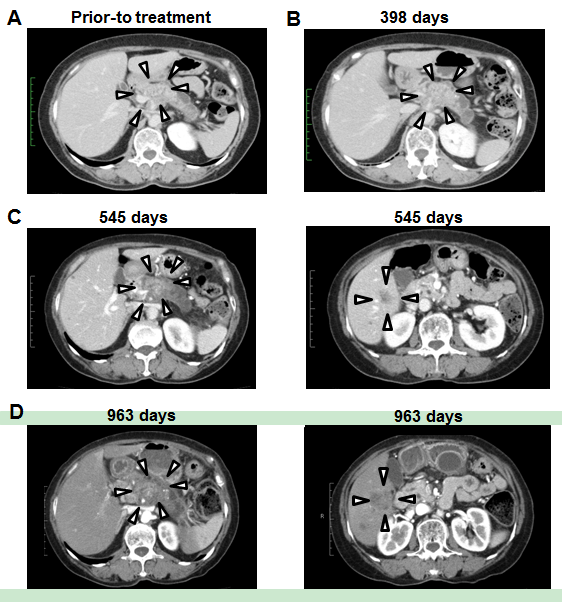 A Prior-to treatment
B 398 days
C 545 days
545 days
D 963 days
963 days
R